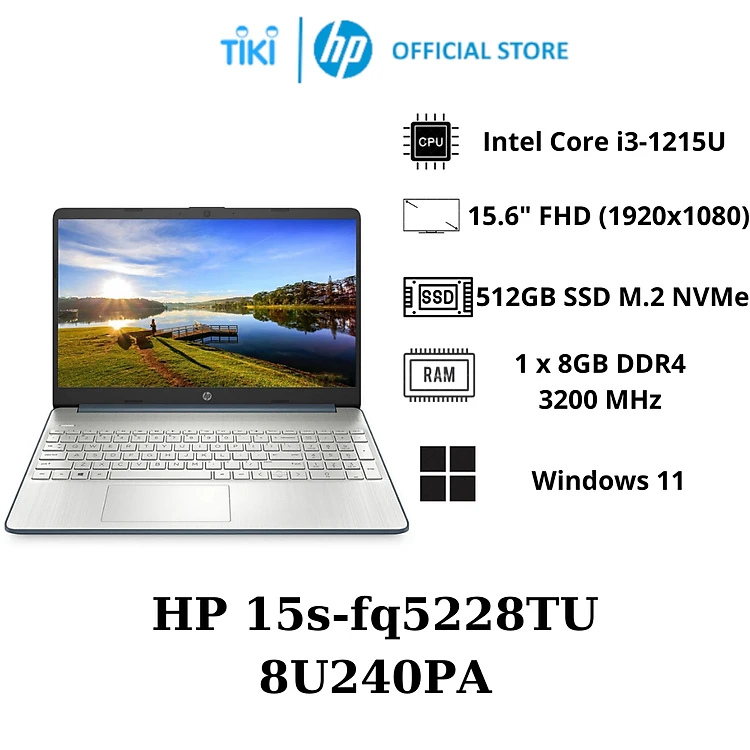 TIKI hp OFFICIAL STORE
CPU Intel Core i3-1215U
15.6" FHD (1920x1080)
SSD 512GB SSD M.2 NVMe
RAM 1 x 8GB DDR4
3200 MHz
Windows 11
hp
HP 15s-fq5228TU
8U240PA